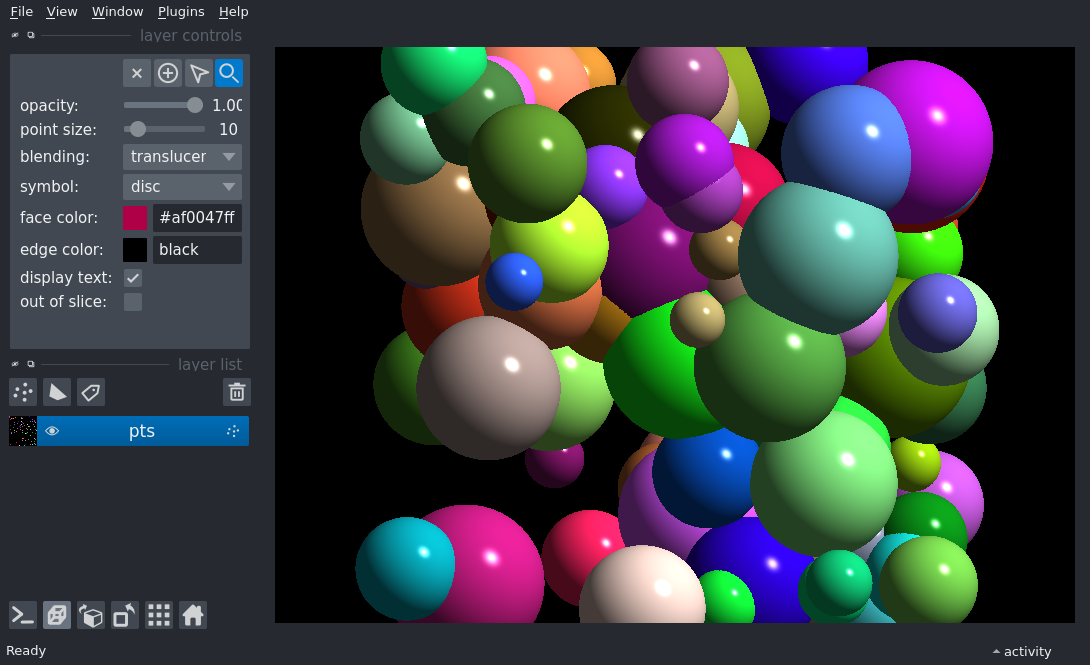 File View Window Plugins Help
layer controls
opacity: 1.00
point size: 10
blending: translucer
symbol: disc
face color: #af0047ff
edge color: black
display text:
out of slice:
layer list
pts
Ready
activity